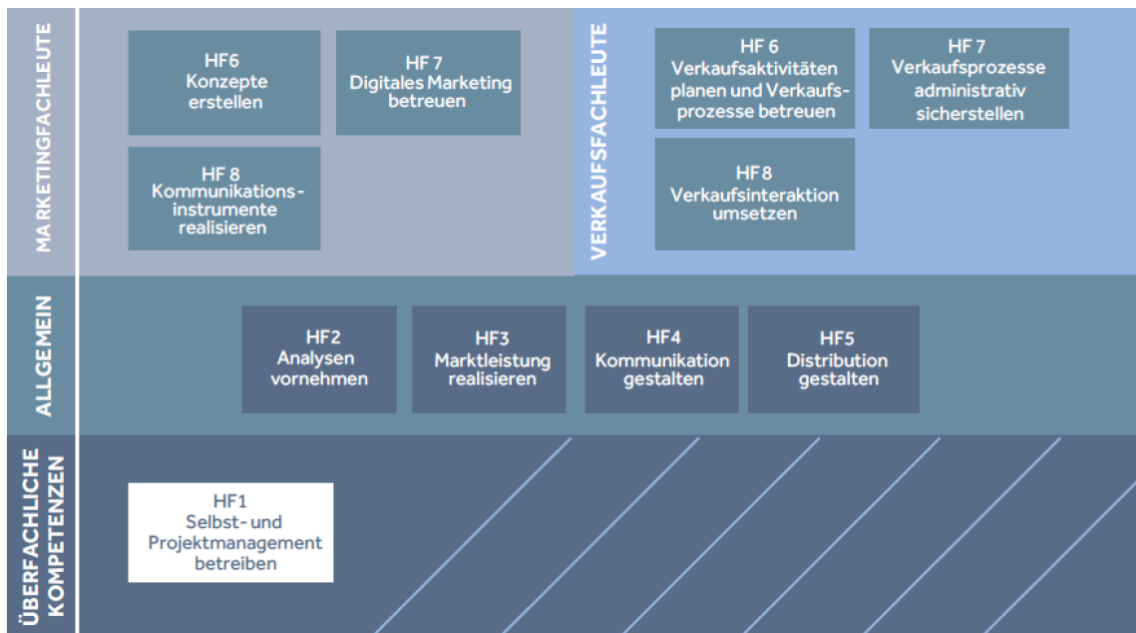 MARKETINGFACHLEUTE
HF6
Konzepte
erstellen
HF 7
Digitales Marketing
betreuen
HF 8
Kommunikations-
instrumente
realisieren
VERKAUFSFACHLEUTE
HF 6
Verkaufsaktivitäten
planen und Verkaufs-
prozesse betreuen
HF 7
Verkaufsprozesse
administrativ
sicherstellen
HF 8
Verkaufsinteraktion
umsetzen
ALLGEMEIN
HF2
Analysen
vornehmen
HF3
Marktleistung
realisieren
HF4
Kommunikation
gestalten
HF5
Distribution
gestalten
ÜBERFACHLICHE
KOMPETENZEN
HF1
Selbst- und
Projektmanagement
betreiben